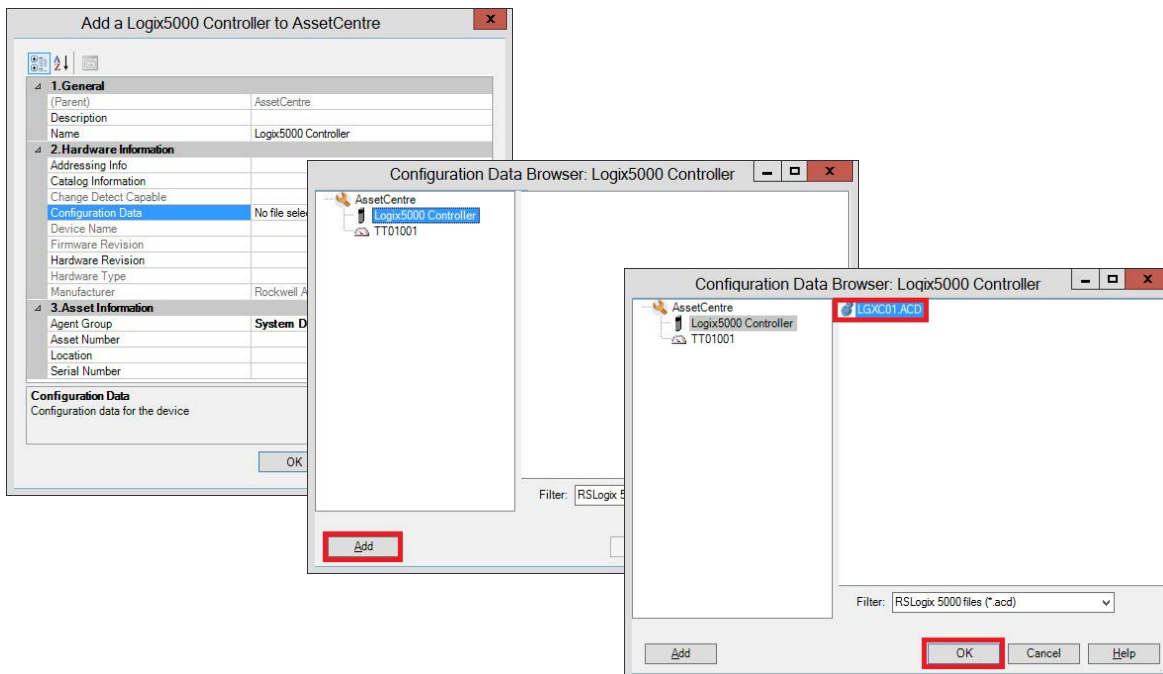 Add a Logix5000 Controller to AssetCentre
x
1.General
(Parent) AssetCentre
Description
Name Logix5000 Controller
2.Hardware Information
Addressing Info
Catalog Information
Change Detect Capable
Configuration Data No file
Device Name
Firmware Revision
Hardware Revision
Hardware Type
Manufacturer Rockwell A
3.Asset Information
Agent Group System D
Asset Number
Location
Serial Number
Configuration Data
Configuration data for the device
OK
Configuration Data Browser: Logix5000 Controller
x
AssetCentre
Logix5000 Controller
TT01001
Filter: RSLogix 5
Add
Configuration Data Browser: Logix5000 Controller
x
AssetCentre
Logix5000 Controller
TT01001
LGXC01.ACD
Filter: RSLogix 5000 files (*.acd)
Add OK Cancel Help